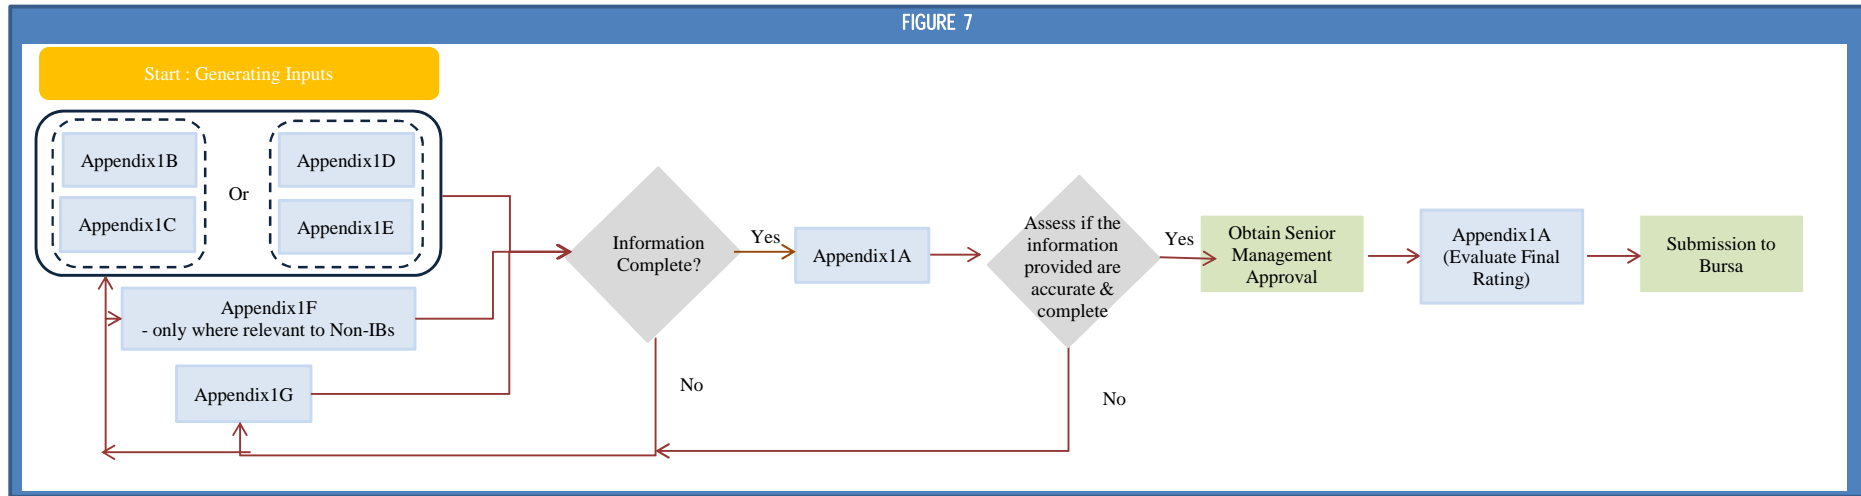 FIGURE 7
Start : Generating Inputs
Appendix1B
Appendix1C
Or
Appendix1D
Appendix1E
Appendix1F
- only where relevant to Non-IBs
Appendix1G
Information
Complete?
Yes
No
Appendix1A
Assess if the
information
provided are
accurate &
complete
Yes
No
Obtain Senior
Management
Approval
Appendix1A
(Evaluate Final
Rating)
Submission to
Bursa